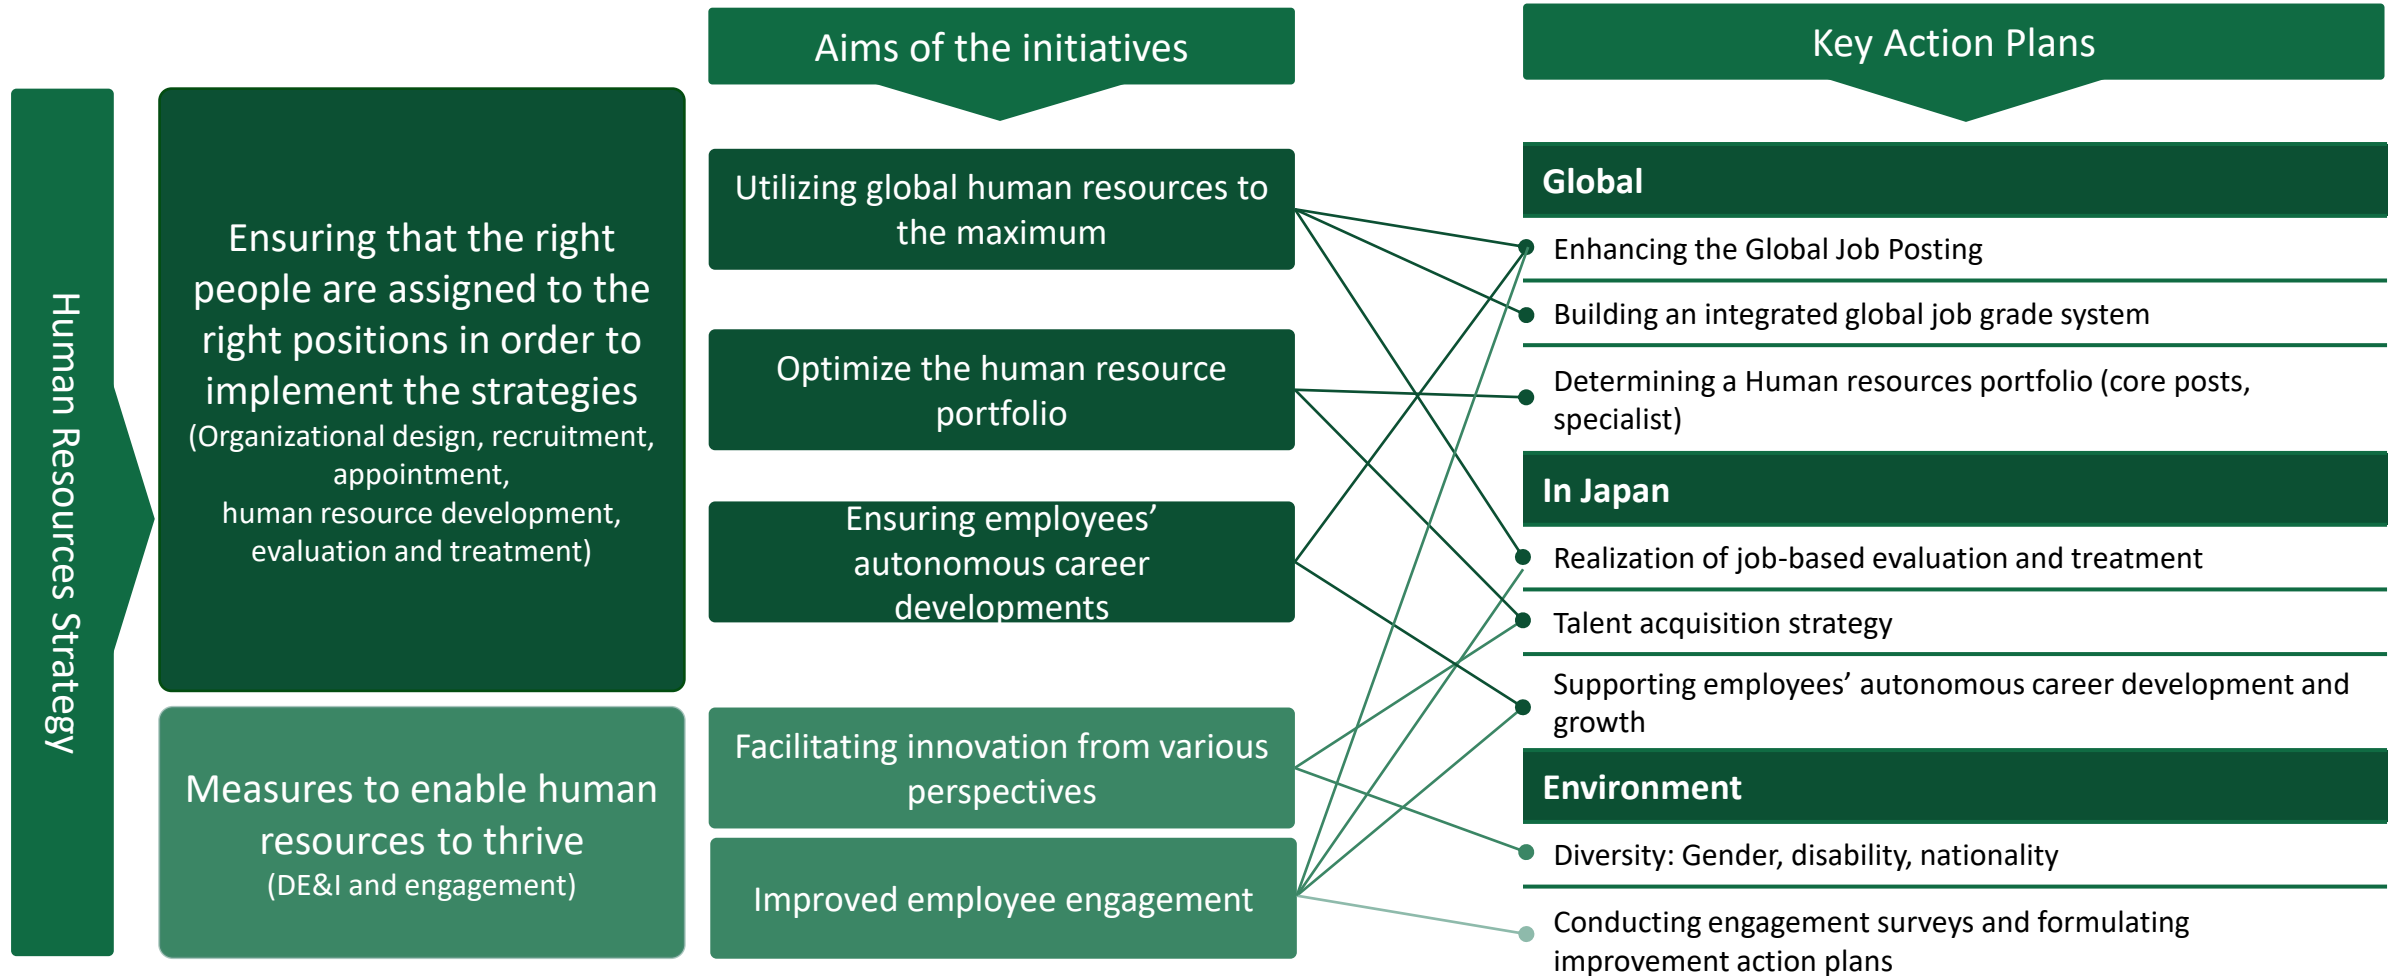 Human Resources Strategy
Ensuring that the right
people are assigned to the
right positions in order to
implement the strategies
(Organizational design, recruitment,
appointment,
human resource development,
evaluation and treatment)
Measures to enable human
resources to thrive
(DE&I and engagement)
Aims of the initiatives
Utilizing global human resources to
the maximum
Optimize the human resource
portfolio
Ensuring employees’
autonomous career
developments
Facilitating innovation from various
perspectives
Improved employee engagement
Key Action Plans
Global
Enhancing the Global Job Posting
Building an integrated global job grade system
Determining a Human resources portfolio (core posts,
specialist)
In Japan
Realization of job-based evaluation and treatment
Talent acquisition strategy
Supporting employees’ autonomous career development and
growth
Environment
Diversity: Gender, disability, nationality
Conducting engagement surveys and formulating
improvement action plans